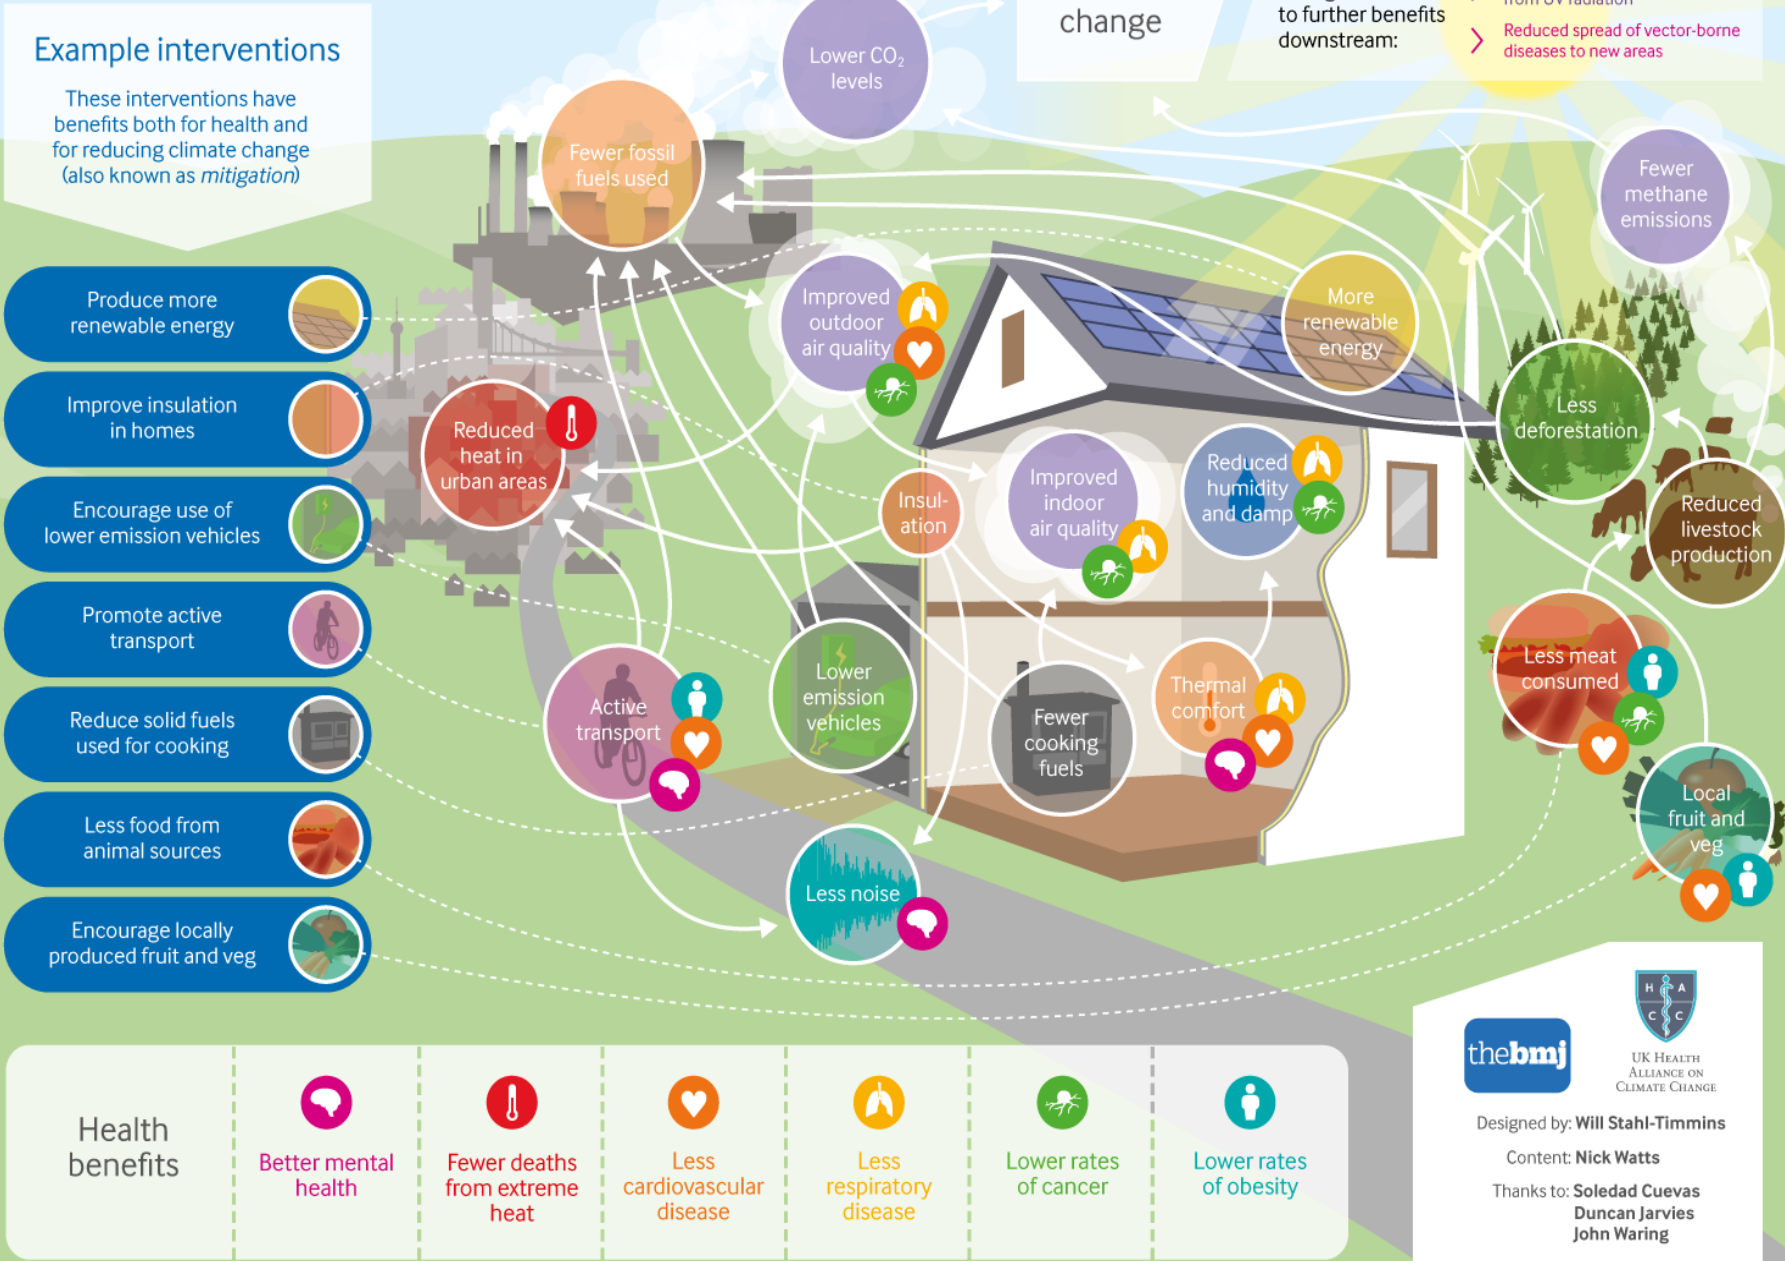 change
to further benefits
downstream:
from UV radiation
Reduced spread of vector-borne
diseases to new areas
Example interventions
These interventions have
benefits both for health and
for reducing climate change
(also known as mitigation)
Produce more
renewable energy
Improve insulation
in homes
Encourage use of
lower emission vehicles
Promote active
transport
Reduce solid fuels
used for cooking
Less food from
animal sources
Encourage locally
produced fruit and veg
Lower CO₂
levels
Fewer fossil
fuels used
Fewer
methane
emissions
Improved
outdoor
air quality
More
renewable
energy
Reduced
heat in
urban areas
Less
deforestation
Insul-
ation
Improved
indoor
air quality
Reduced
humidity
and damp
Reduced
livestock
production
Active
transport
Lower
emission
vehicles
Fewer
cooking
fuels
Thermal
comfort
Less meat
consumed
Local
fruit and
veg
Less noise
Health
benefits
Better mental
health
Fewer deaths
from extreme
heat
Less
cardiovascular
disease
Less
respiratory
disease
Lower rates
of cancer
Lower rates
of obesity
thebmj
H A
C C
UK Health
Alliance on
Climate Change
Designed by: Will Stahl-Timmins
Content: Nick Watts
Thanks to: Soledad Cuevas
Duncan Jarvies
John Waring